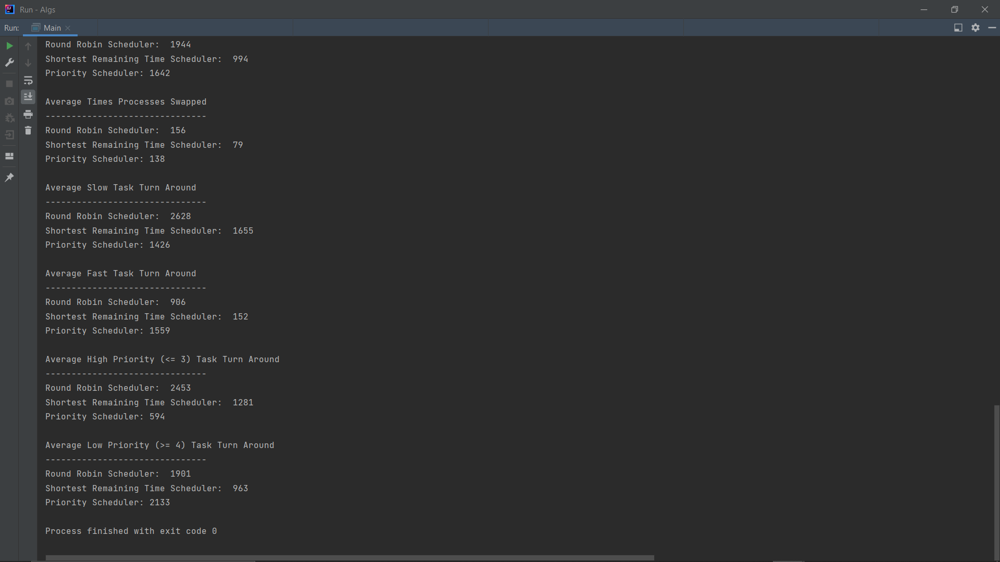 Run - Algs
Run: Main
Round Robin Scheduler:  1944
Shortest Remaining Time Scheduler:  994
Priority Scheduler: 1642
Average Times Processes Swapped
-------------------------------
Round Robin Scheduler:  156
Shortest Remaining Time Scheduler:  79
Priority Scheduler: 138
Average Slow Task Turn Around
-------------------------------
Round Robin Scheduler:  2628
Shortest Remaining Time Scheduler:  1655
Priority Scheduler: 1426
Average Fast Task Turn Around
-------------------------------
Round Robin Scheduler:  906
Shortest Remaining Time Scheduler:  152
Priority Scheduler: 1559
Average High Priority (<= 3) Task Turn Around
-------------------------------
Round Robin Scheduler:  2453
Shortest Remaining Time Scheduler:  1281
Priority Scheduler: 594
Average Low Priority (>= 4) Task Turn Around
-------------------------------
Round Robin Scheduler:  1901
Shortest Remaining Time Scheduler:  963
Priority Scheduler: 2133
Process finished with exit code 0